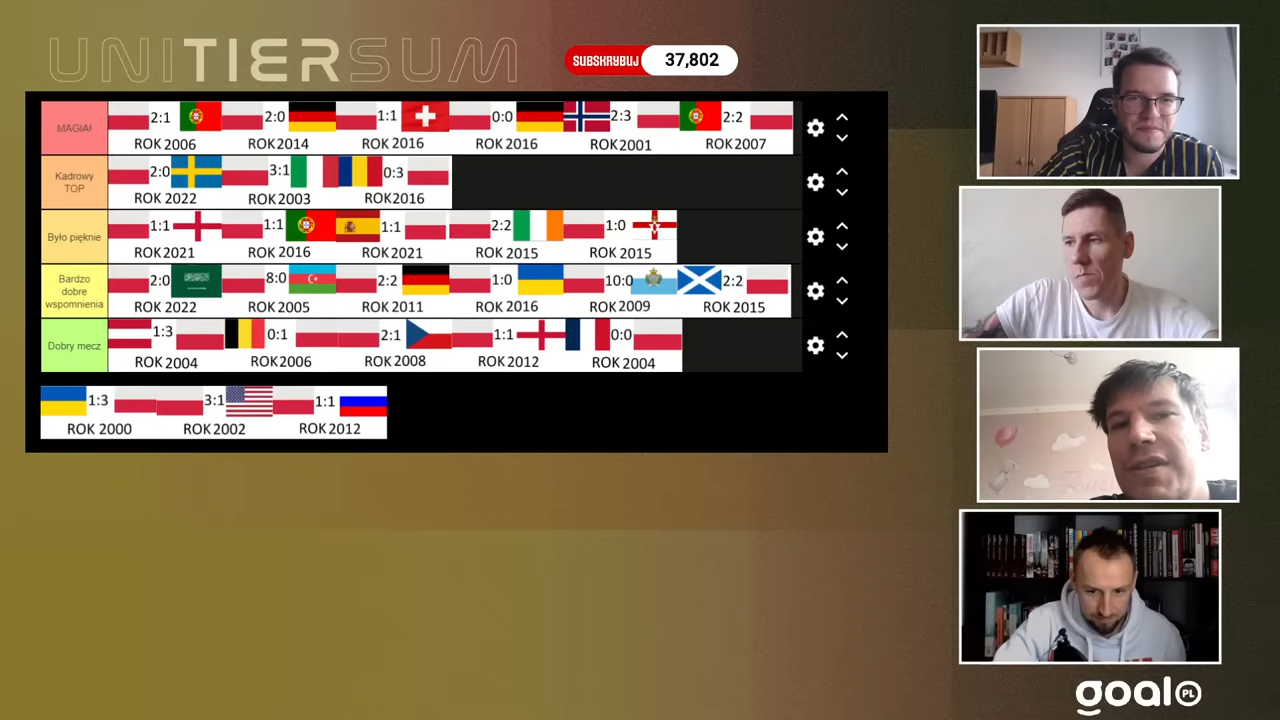 UNITIERSUM
SUBSKRYBUJ 37,802
MAGIA!
2:1 2:0 1:1 0:0 2:3 2:2
ROK 2006 ROK 2014 ROK 2016 ROK 2016 ROK 2001 ROK 2007
Kadrowy
TOP
2:0 3:1 0:3
ROK 2022 ROK 2003 ROK2016
Było pięknie
1:1 1:1 1:1 2:2 1:0
ROK 2021 ROK 2016 ROK 2021 ROK 2015 ROK 2015
Bardzo
dobre
wspomnienia
2:0 8:0 2:2 1:0 10:0 2:2
ROK 2022 ROK 2005 ROK 2011 ROK 2016 ROK 2009 ROK 2015
Dobry mecz
1:3 0:1 2:1 1:1 0:0
ROK 2004 ROK 2006 ROK 2008 ROK 2012 ROK 2004
1:3 3:1 1:1
ROK 2000 ROK 2002 ROK 2012
goal PL